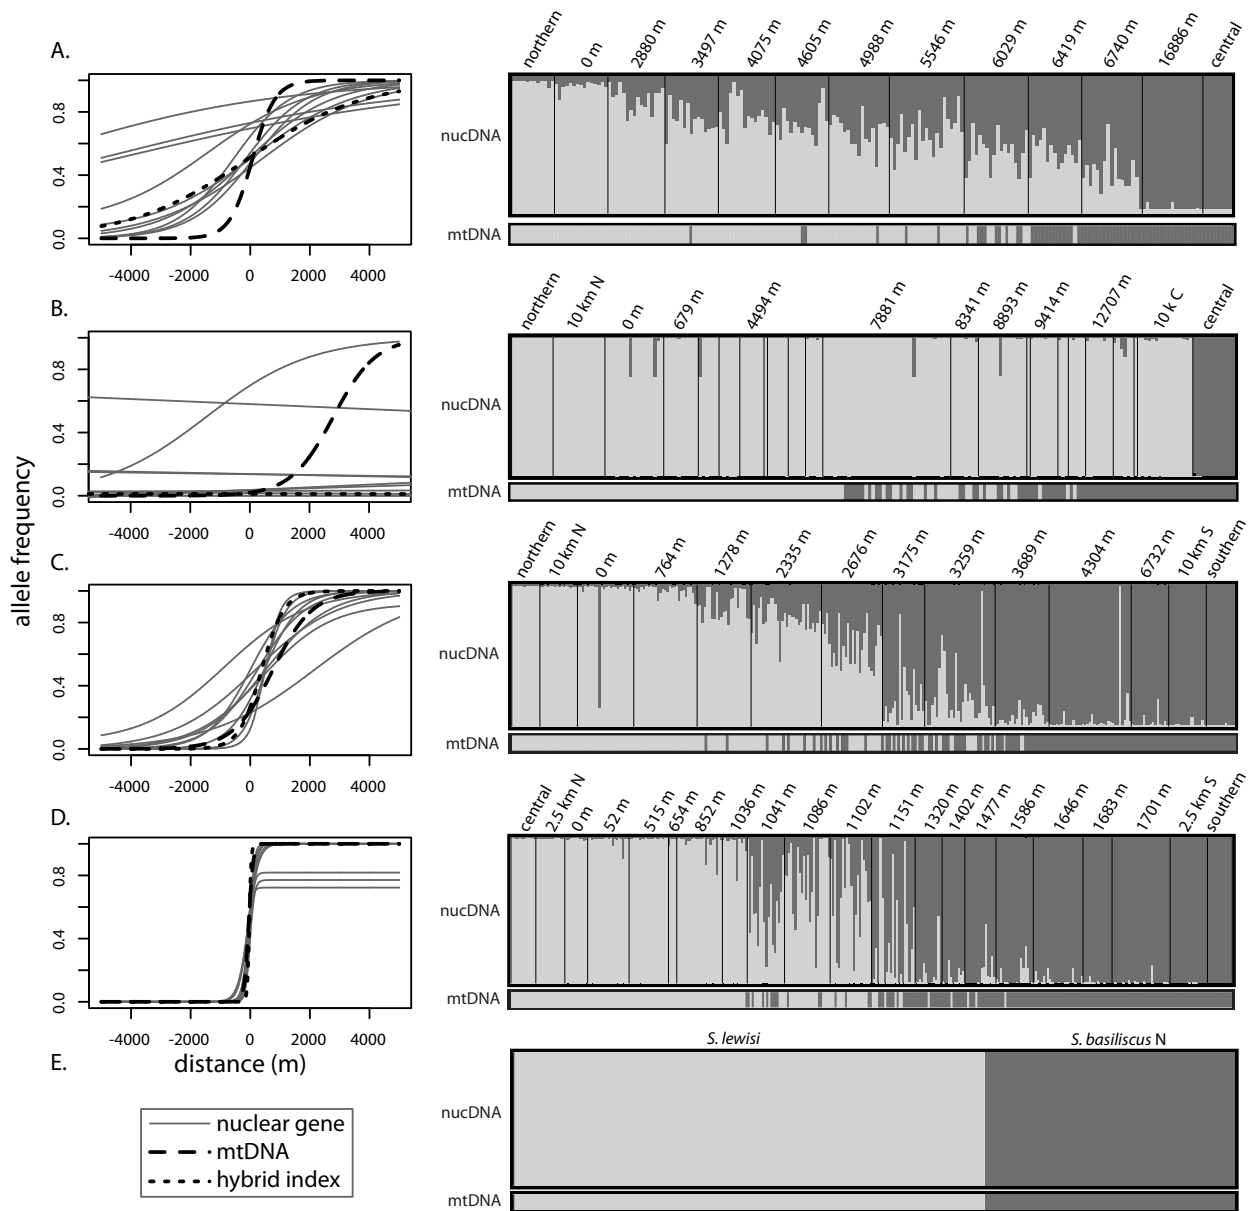 A.
0.8
0.4
0.0
-4000 -2000 0 2000 4000
northern 0 m 2880 m 3497 m 4075 m 4605 m 4988 m 5546 m 6029 m 6419 m 6740 m 16886 m central
nucDNA
mtDNA
B.
0.8
0.4
0.0
-4000 -2000 0 2000 4000
northern 10 km N 0 m 679 m 4494 m 7881 m 8341 m 8893 m 9414 m 12707 m 10 k C central
nucDNA
mtDNA
allele frequency
C.
0.8
0.4
0.0
-4000 -2000 0 2000 4000
northern 10 km N 0 m 764 m 1278 m 2335 m 2676 m 3175 m 3259 m 3689 m 4304 m 6732 m 10 km S southern
nucDNA
mtDNA
D.
0.8
0.4
0.0
-4000 -2000 0 2000 4000
distance (m)
central 2.5 km N 0 m 52 m 515 m 654 m 852 m 1036 m 1041 m 1086 m 1102 m 1151 m 1320 m 1402 m 1477 m 1586 m 1646 m 1683 m 1701 m 2.5 km S southern
nucDNA
mtDNA
E.
S. lewisi S. basiliscus N
nucDNA
mtDNA
nuclear gene
mtDNA
hybrid index